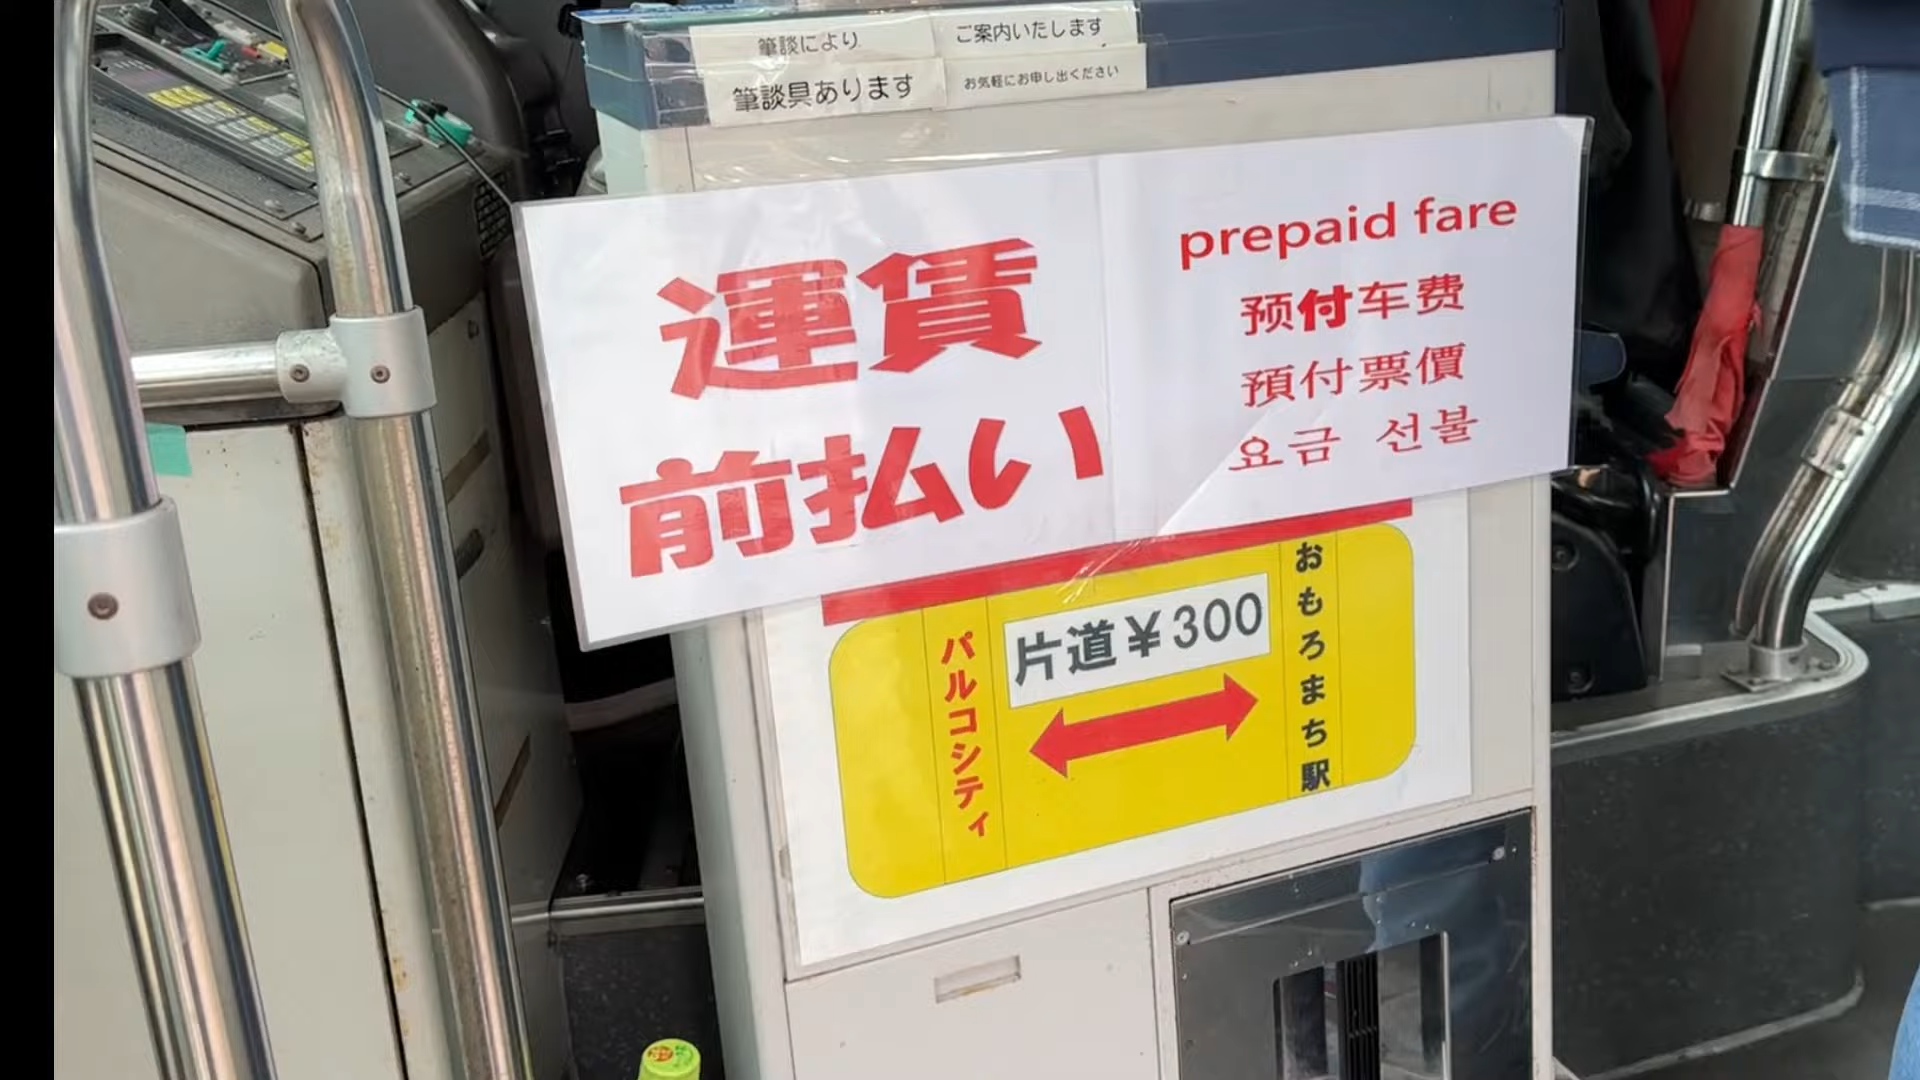 筆談により
ご案内いたします
筆談具あります
お気軽にお申し出ください
運賃
前払い
prepaid fare
预付车费
預付票價
요금 선불
パルコシティ
片道￥300
おもろまち駅